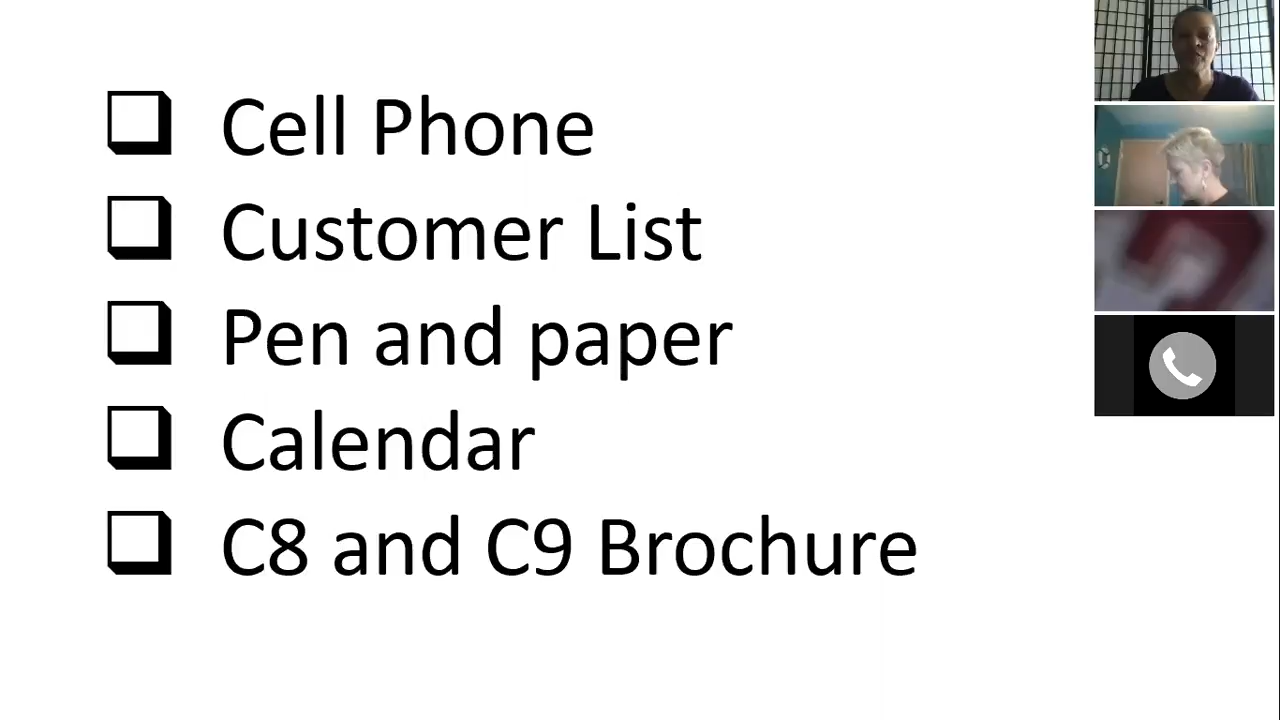 Cell Phone
Customer List
Pen and paper
Calendar
C8 and C9 Brochure